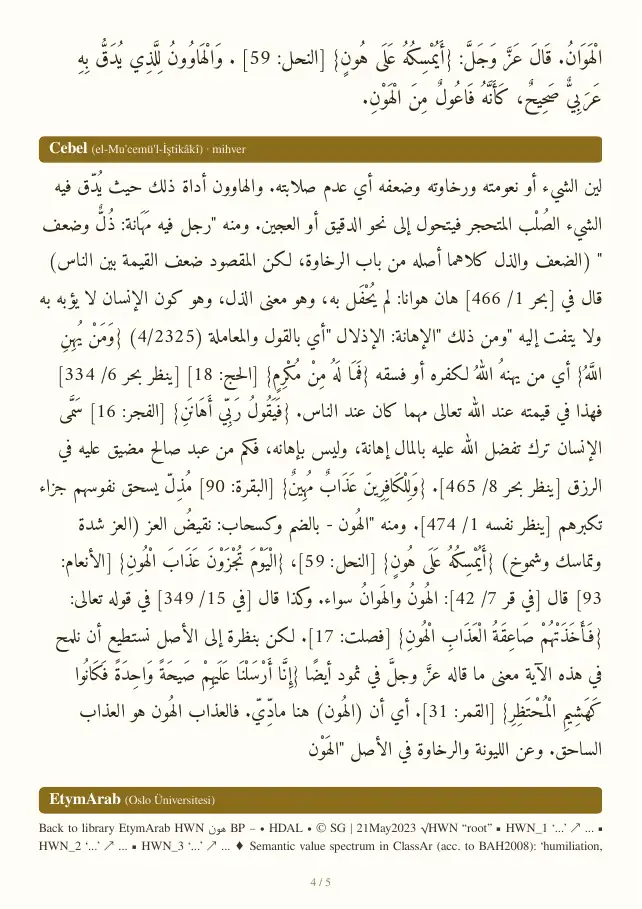 الْهَوَانُ. قَالَ عَزَّ وَجَلَّ: {أَيُمْسِكُهُ عَلَى هُونٍ} [النحل: 59] . وَالْهَاوُونُ لِلَّذِي يُدَقُّ بِهِ
عَرَبِيٌّ صَحِيحٌ، كَأَنَّهُ فَاعُولٌ مِنَ الْهَوْنِ.
Cebel (el-Mu'cemü'l-İştikâkî) · mihver
لين الشيء أو نعومته ورخاوته وضعفه أي عدم صلابته. والهاوون أداة ذلك حيث يُدّق فيه
الشيء الصُلْب المتحجر فيتحول إلى نحو الدقيق أو العجين. ومنه "رجل فيه مَهَانة: ذُلٌّ وضعف
" (الضعف والذل كلاهما أصله من باب الرخاوة، لكن المقصود ضعف القيمة بين الناس)
قال في [بحر 1/ 466] هان هوانا: لم يُحْفَل به، وهو معنى الذل، وهو كون الإنسان لا يؤبه به
ولا يتفت إليه "ومن ذلك "الإهانة: الإذلال "أي بالقول والمعاملة (4/2325) {وَمَنْ يُهِنِ
اللَّهُ} أي من يهنهُ اللهُ لكفره أو فسقه {فَمَا لَهُ مِنْ مُكْرِمٍ} [الحج: 18] [ينظر بحر 6/ 334]
فهذا في قيمته عند الله تعالى مهما كان عند الناس. {فَيَقُولُ رَبِّي أَهَانَنِ} [الفجر: 16] سَمَّى
الإنسان ترك تفضل الله عليه بالمال إهانة، وليس بإهانه، فكم من عبد صالح مضيق عليه في
الرزق [ينظر بحر 8/ 465]. {وَلِلْكَافِرِينَ عَذَابٌ مُهِينٌ} [البقرة: 90] مُذِلّ يسحق نفوسهم جزاء
تكبرهم [ينظر نفسه 1/ 474]. ومنه "الهُون - بالضم وكسحاب: نقيضُ العز (العز شدة
وتماسك وشموخ) {أَيُمْسِكُهُ عَلَى هُونٍ} [النحل: 59]، {الْيَوْمَ تُجْزَوْنَ عَذَابَ الْهُونِ} [الأنعام:
93] قال [في قر 7/ 42]: الهُونُ والهَوانُ سواء. وكذا قال [في 15/ 349] في قوله تعالى:
{فَأَخَذَتْهُمْ صَاعِقَةُ الْعَذَابِ الْهُونِ} [فصلت: 17]. لكن بنظرة إلى الأصل نستطيع أن نلمح
في هذه الآية معنى ما قاله عزَّ وجلَّ في ثمود أيضًا {إِنَّا أَرْسَلْنَا عَلَيْهِمْ صَيحَةً وَاحِدَةً فَكَانُوا
كَهَشِيمِ الْمُحْتَظِرِ} [القمر: 31]. أي أن (الهُون) هنا مادِّيّ. فالعذاب الهُون هو العذاب
الساحق. وعن الليونة والرخاوة في الأصل "الهَوْن
EtymArab (Oslo Üniversitesi)
Back to library EtymArab HWN هون BP – • HDAL • © SG | 21May2023 √HWN “root” ▪ HWN_1 ‘...’ ↗ ... ▪
HWN_2 ‘...’ ↗ ... ▪ HWN_3 ‘...’ ↗ ... ♦ Semantic value spectrum in ClassAr (acc. to BAH2008): ‘humiliation,
4 / 5